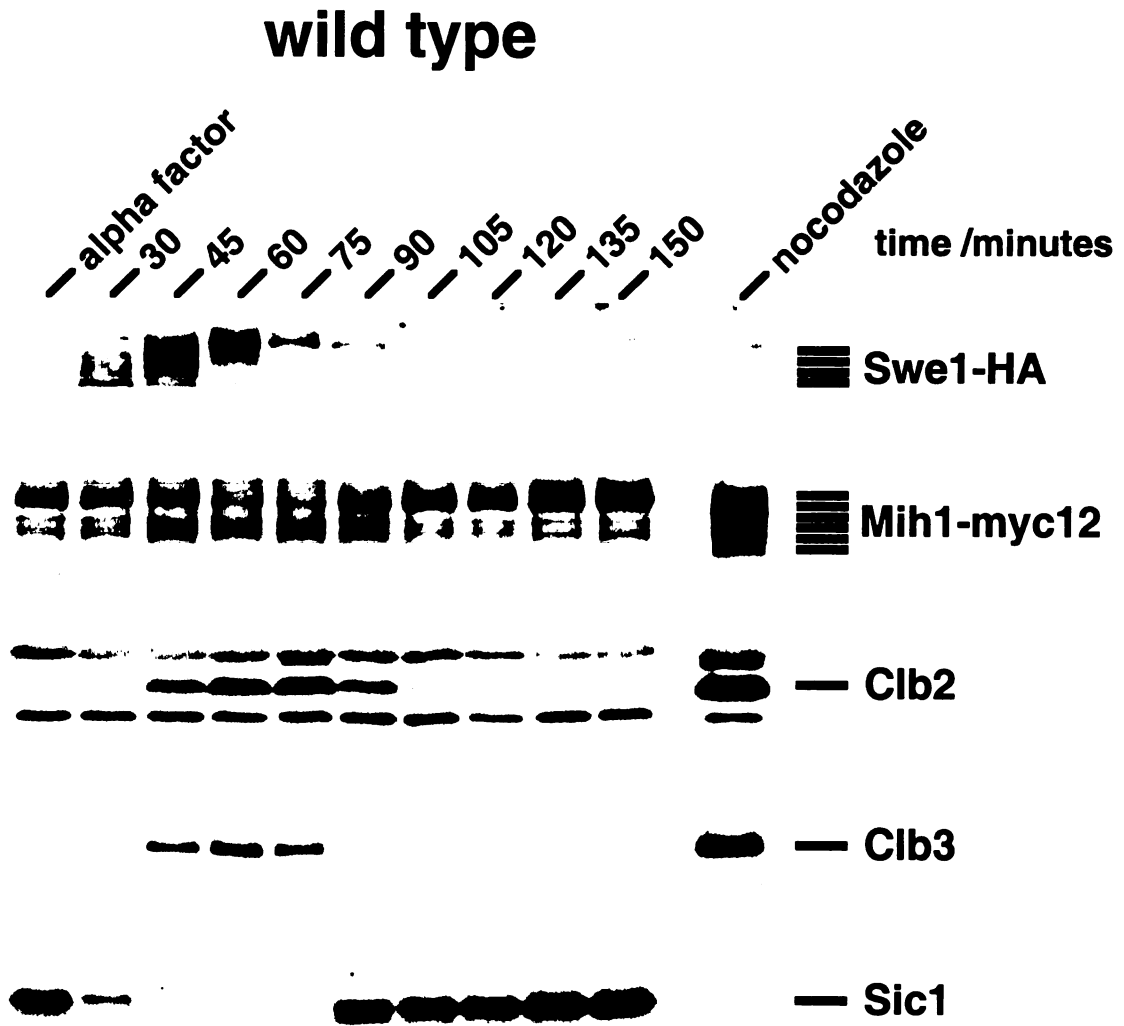 wild type
alpha factor
30
45
60
75
90
105
120
135
150
nocodazole
time /minutes
Swe1-HA
Mih1-myc12
Clb2
Clb3
Sic1